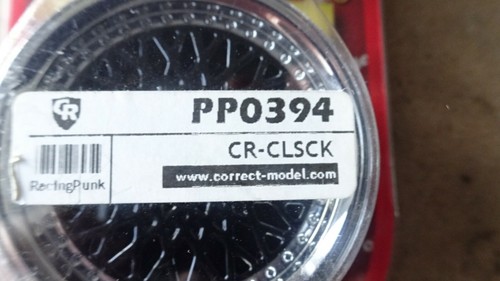 CR
PP0394
CR-CLSCK
www.correct-model.com
RacingPunk